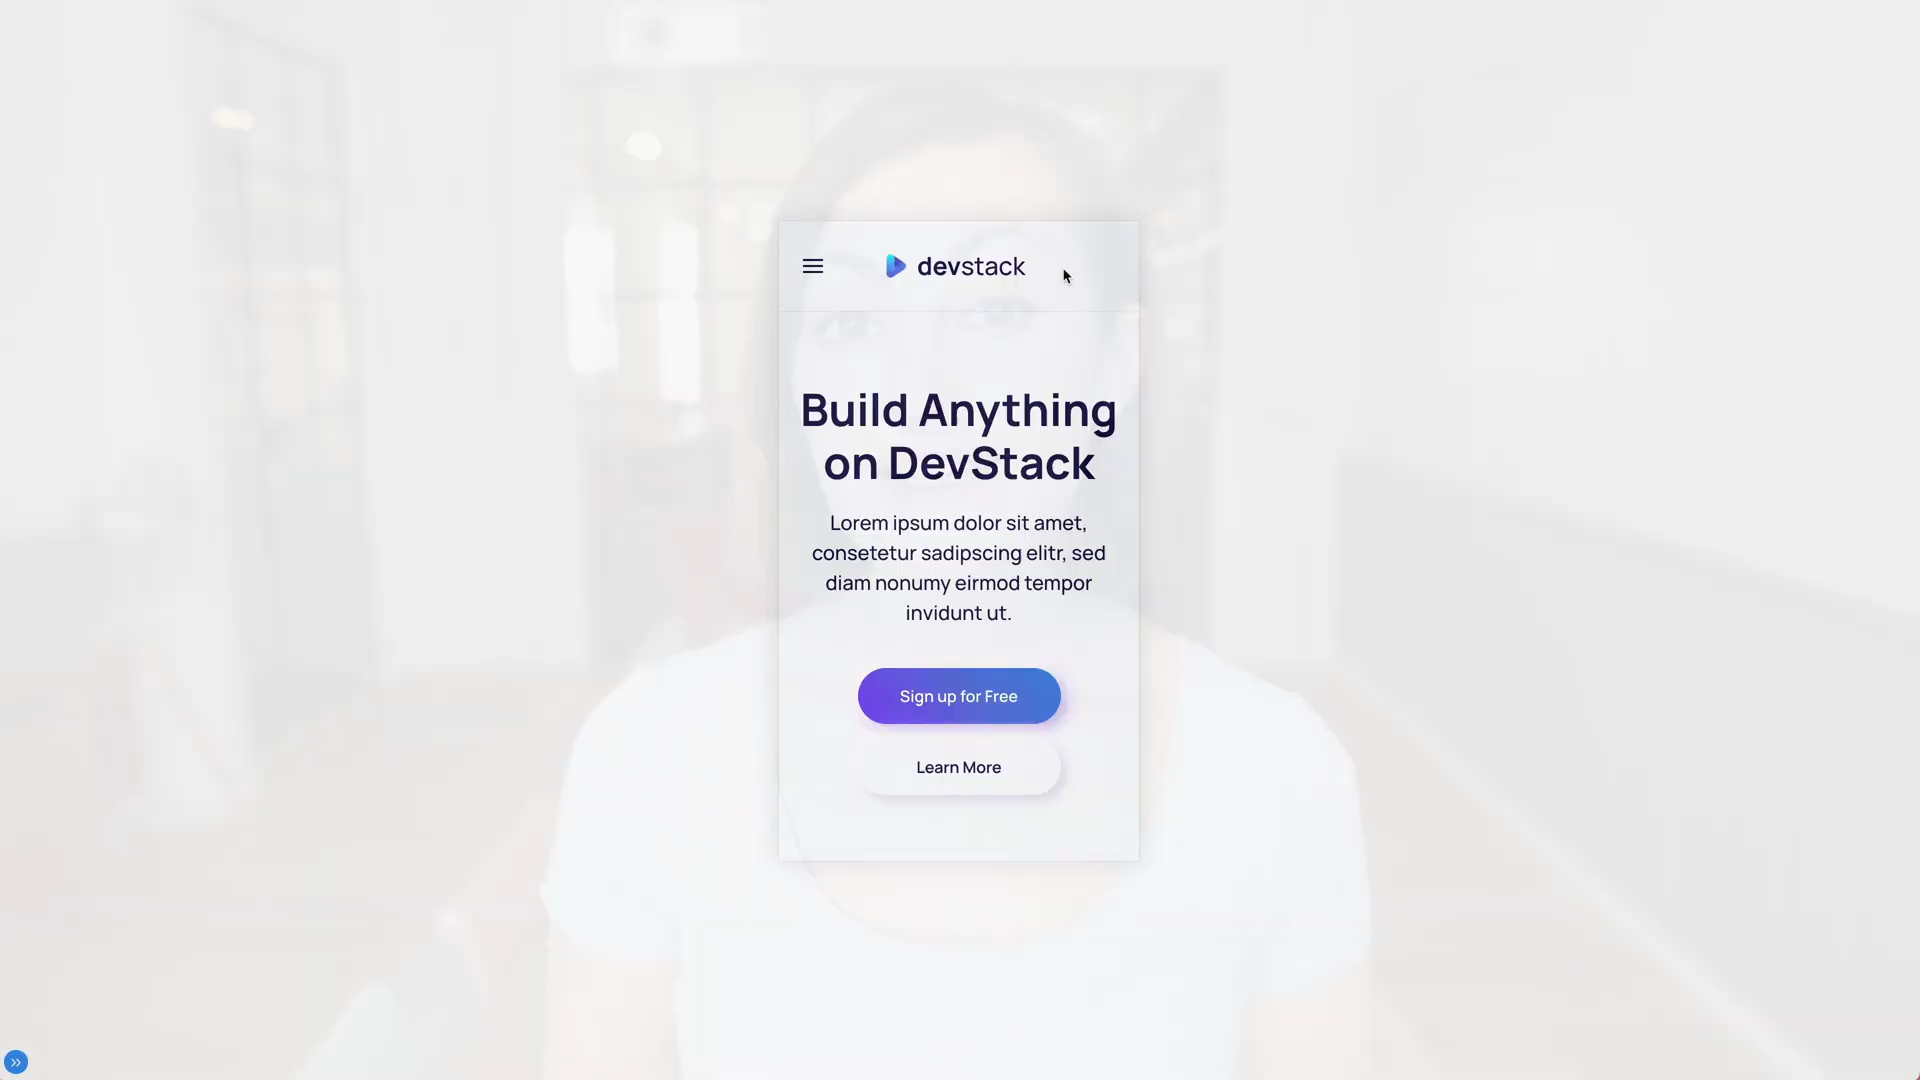 devstack
Build Anything
on DevStack
Lorem ipsum dolor sit amet,
consetetur sadipscing elitr, sed
diam nonumy eirmod tempor
invidunt ut.
Sign up for Free
Learn More